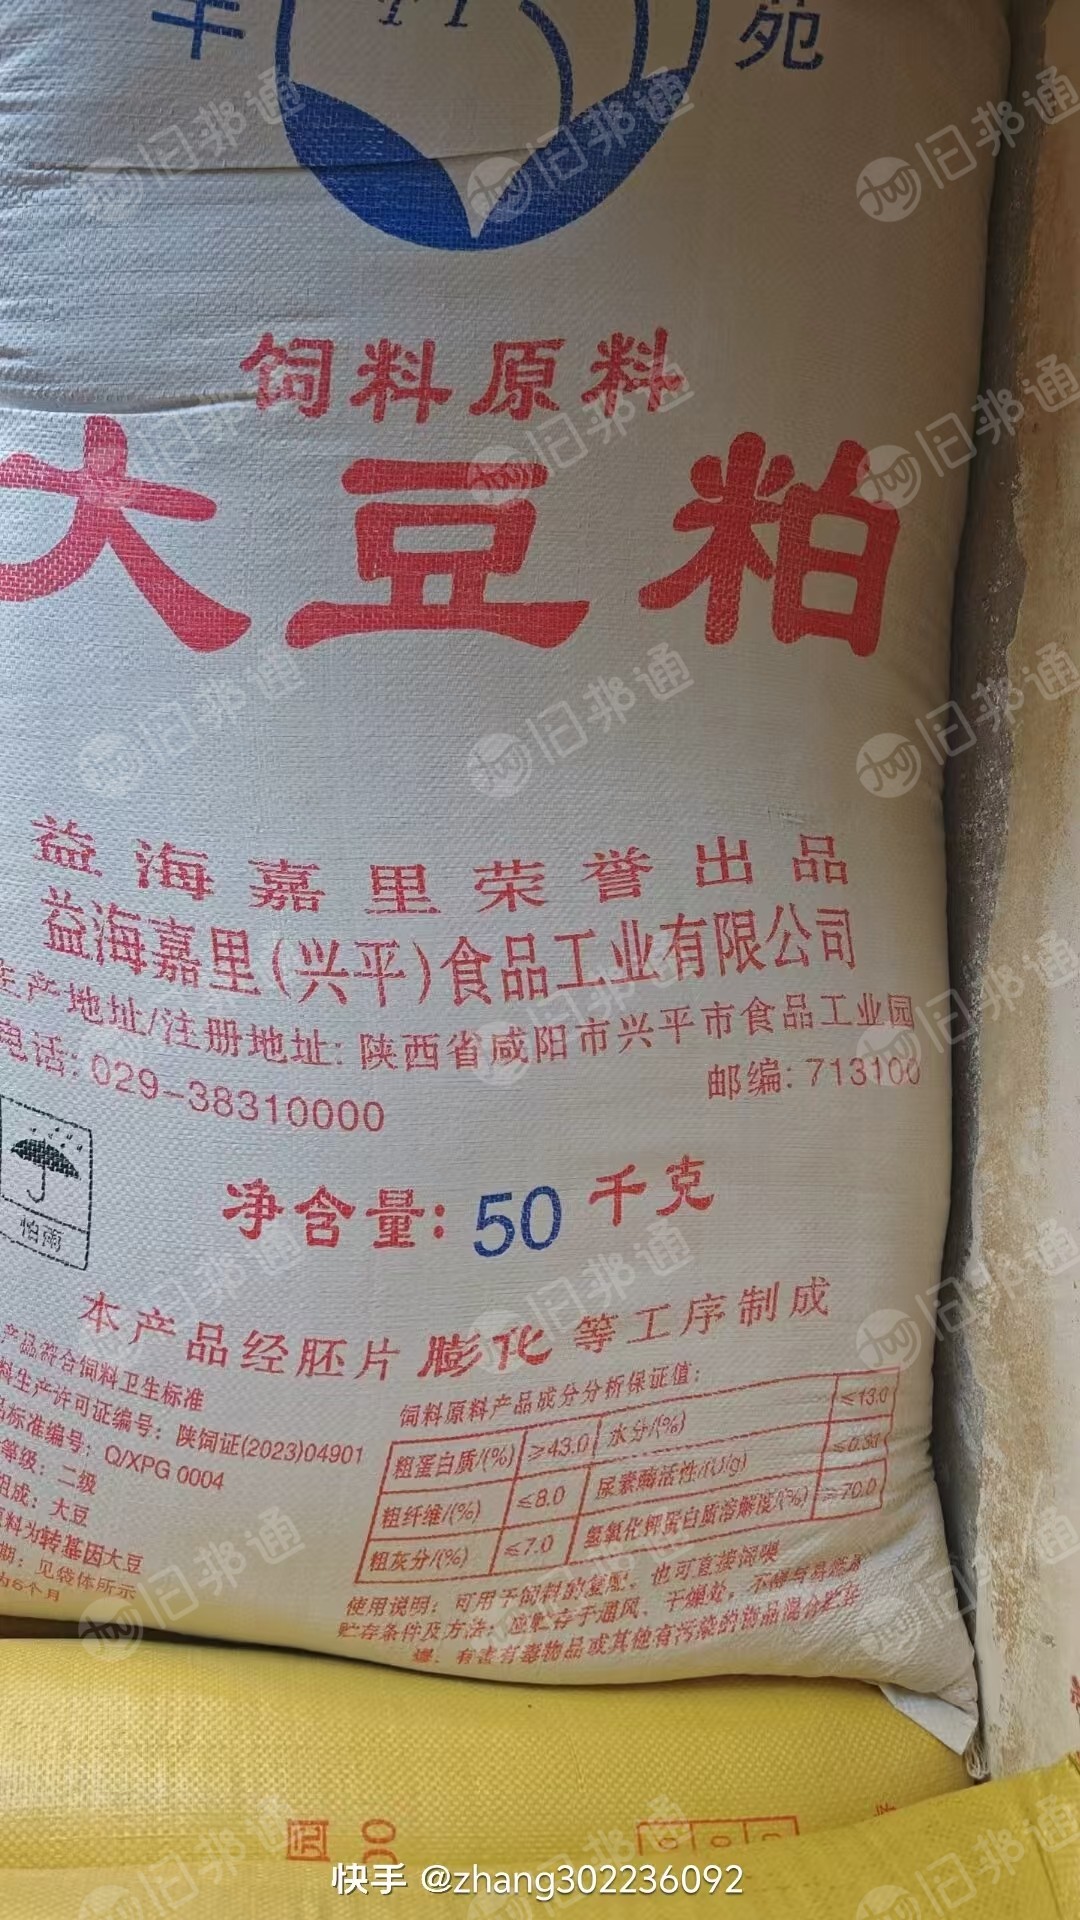 丰
苑
饲料原料
大豆粕
益海嘉里荣誉出品
益海嘉里(兴平)食品工业有限公司
生产地址/注册地址: 陕西省咸阳市兴平市食品工业园
电话: 029-38310000
邮编: 713100
怕雨
净含量: 50 千克
本产品经胚片膨化等工序制成
产品符合饲料卫生标准
料生产许可证编号: 陕饲证(2023)04901
品标准编号: Q/XPG 0004
等级: 二级
组成: 大豆
原料为转基因大豆
期: 见袋体所示
为6个月
饲料原料产品成分分析保证值:
粗蛋白质/(%) ≥43.0 水分/(%) ≤13.0
粗纤维/(%) ≤8.0 尿素酶活性/(U/g) ≤0.30
粗灰分/(%) ≤7.0 氢氧化钾蛋白质溶解度/(%) ≥70.0
使用说明: 可用于饲料的复配, 也可直接饲喂
贮存条件及方法: 应贮存于通风、干燥处, 不能与易燃易
爆、有害有毒物品或其他有污染的物品混合贮存
快手 @zhang302236092
旧邦通